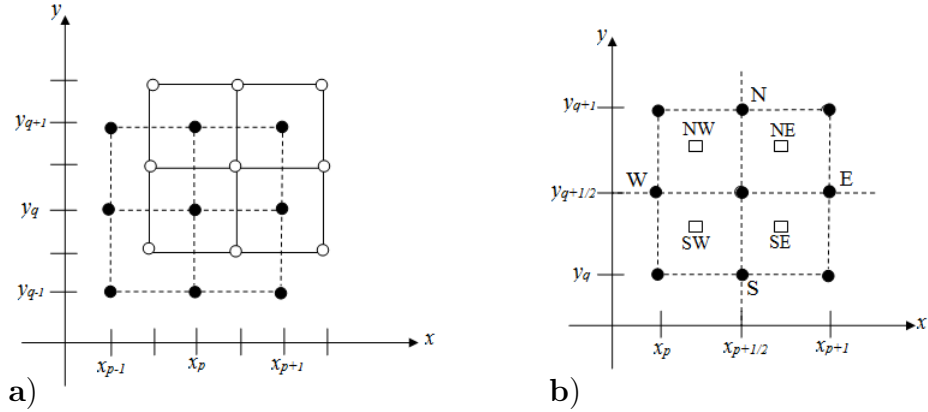 y
y_{q+1}
y_q
y_{q-1}
x
x_{p-1}
x_p
x_{p+1}
a)
y
N
y_{q+1}
NW
NE
W
E
y_{q+1/2}
SW
SE
y_q
S
x
x_p
x_{p+1/2}
x_{p+1}
b)